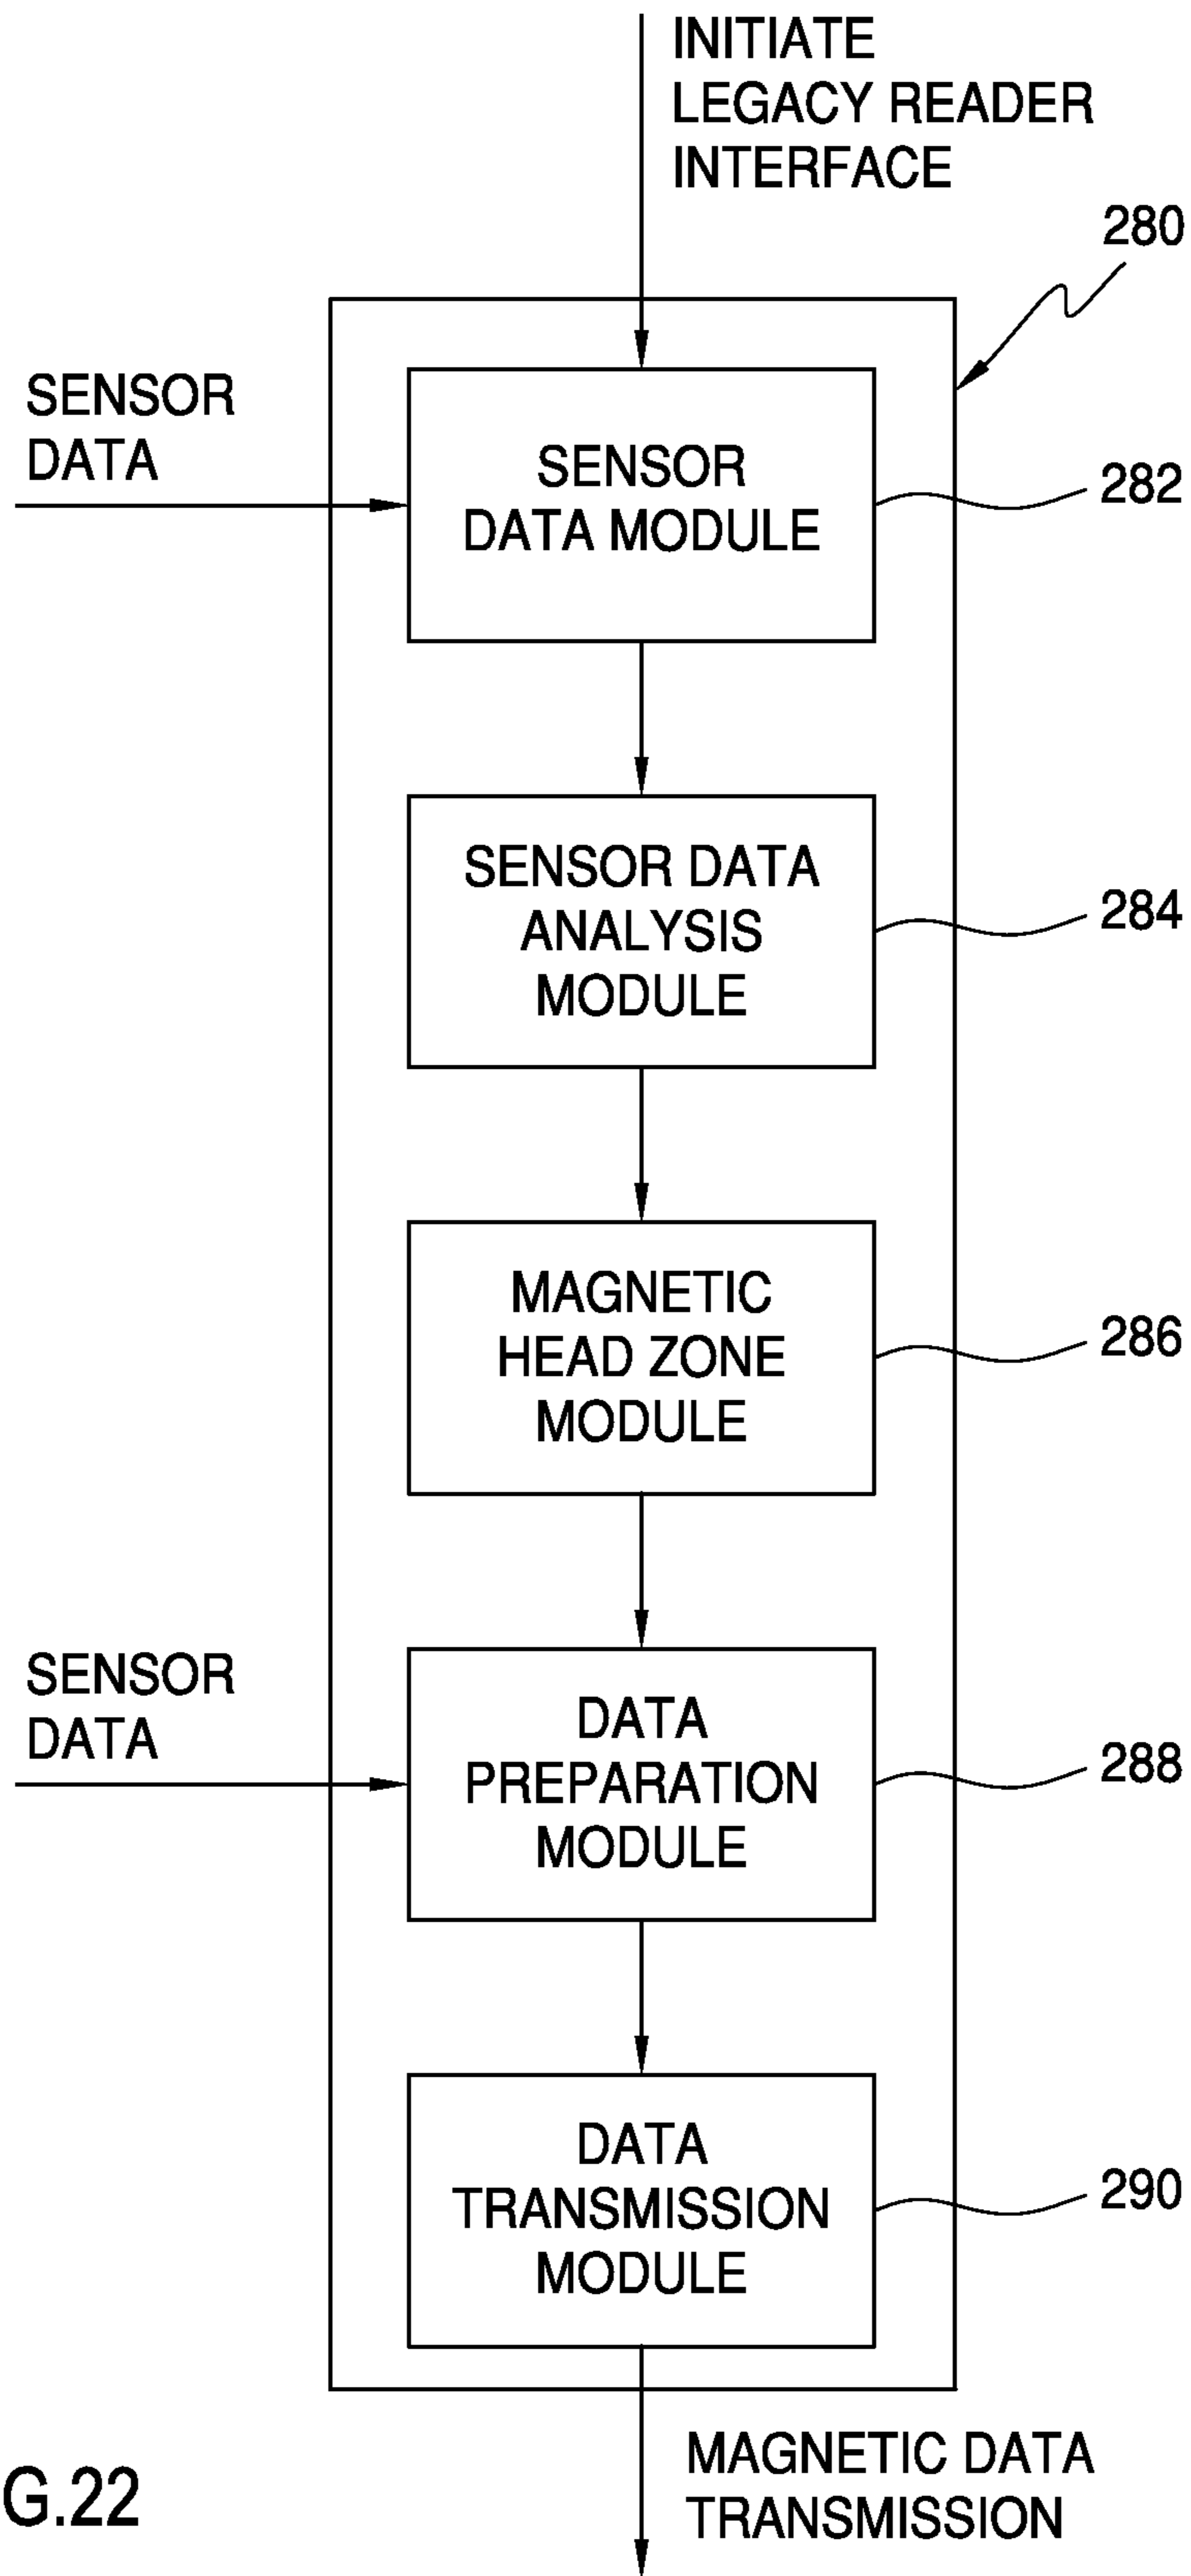 INITIATE
LEGACY READER
INTERFACE
280
SENSOR
DATA
SENSOR
DATA MODULE
282
SENSOR DATA
ANALYSIS
MODULE
284
MAGNETIC
HEAD ZONE
MODULE
286
SENSOR
DATA
DATA
PREPARATION
MODULE
288
DATA
TRANSMISSION
MODULE
290
MAGNETIC DATA
TRANSMISSION
G.22